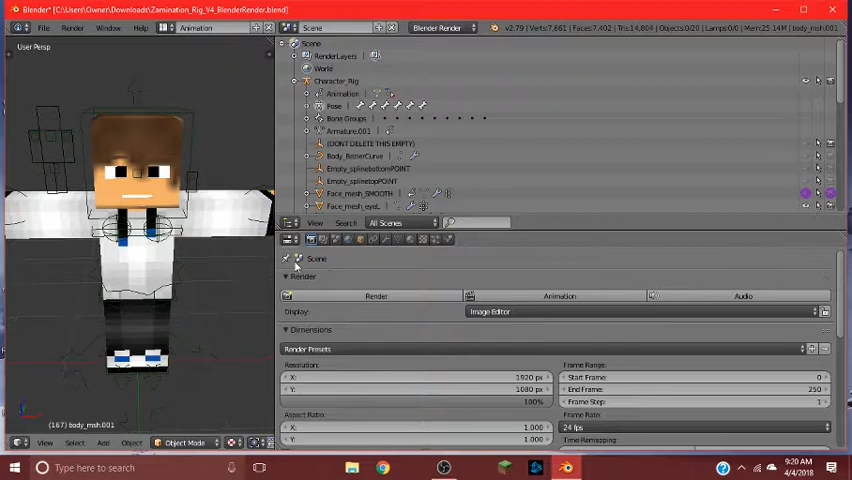 Blender* [C:\Users\Owner\Downloads\Zamination_Rig_V4_BlenderRender.blend]
File Render Window Help Animation Scene Blender Render v2.79 | Verts:7,661 | Faces:7,402 | Tris:14,804 | Objects:0/20 | Lamps:0/0 | Mem:25.14M | body_msh.001
User Persp
Scene
RenderLayers |
World
Character_Rig
Animation |
Pose |
Bone Groups
Armature.001 |
(DONT DELETE THIS EMPTY)
Body_BezierCurve |
Empty_splinebottomPOINT
Empty_splinetopPOINT
Face_mesh_SMOOTH |
Face_mesh_eyeL |
View Search All Scenes
Scene
Render
Render Animation Audio
Display: Image Editor
Dimensions
Render Presets
Resolution: Frame Range:
X: 1920 px Start Frame: 0
Y: 1080 px End Frame: 250
100% Frame Step: 1
Aspect Ratio: Frame Rate:
X: 1.000 24 fps
Y: 1.000 Time Remapping:
(167) body_msh.001
View Select Add Object Object Mode
Type here to search
9:20 AM
4/4/2018